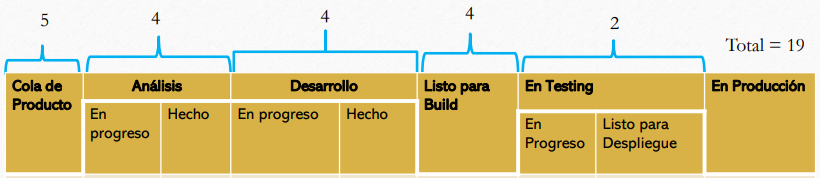 5
4
4
4
2
Total = 19
Cola de
Producto
Análisis
Desarrollo
Listo para
Build
En Testing
En Producción
En
progreso
Hecho
En progreso
Hecho
En
Progreso
Listo para
Despliegue